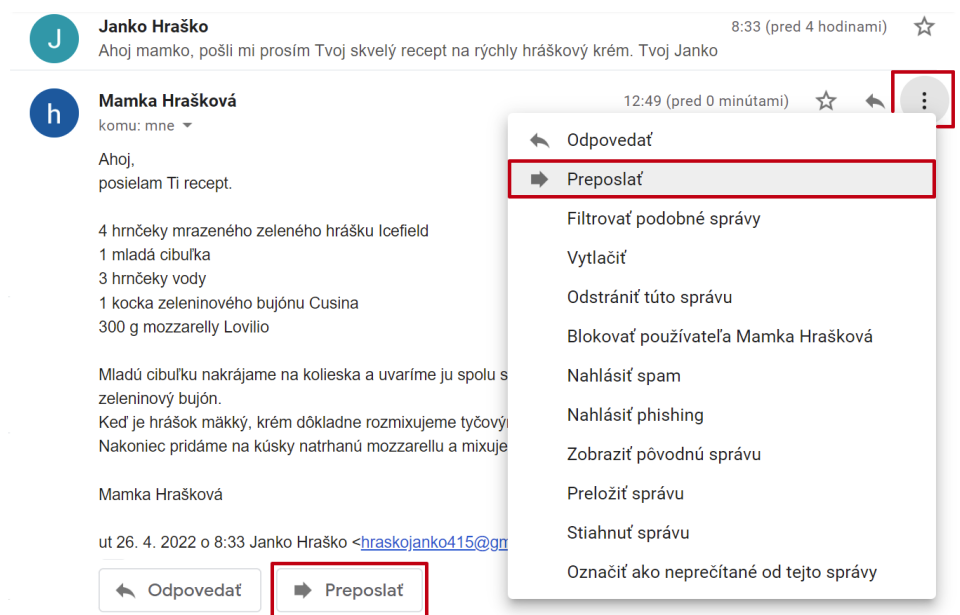 J
Janko Hraško
8:33 (pred 4 hodinami)
Ahoj mamko, pošli mi prosím Tvoj skvelý recept na rýchly hráškový krém. Tvoj Janko
h
Mamka Hrašková
12:49 (pred 0 minútami)
komu: mne
Ahoj,
posielam Ti recept.
4 hrnčeky mrazeného zeleného hrášku Icefield
1 mladá cibuľka
3 hrnčeky vody
1 kocka zeleninového bujónu Cusina
300 g mozzarelly Lovilio
Mladú cibuľku nakrájame na kolieska a uvaríme ju spolu s
zeleninový bujón.
Keď je hrášok mäkký, krém dôkladne rozmixujeme
Nakoniec pridáme na kúsky natrhanú mozzarellu a
Mamka Hrašková
ut 26. 4. 2022 o 8:33 Janko Hraško <hraskojanko415@gm
Odpovedať
Preposlať
Odpovedať
Preposlať
Filtrovať podobné správy
Vytlačiť
Odstrániť túto správu
Blokovať používateľa Mamka Hrašková
Nahlásiť spam
Nahlásiť phishing
Zobraziť pôvodnú správu
Preložiť správu
Stiahnuť správu
Označiť ako neprečítané od tejto správy